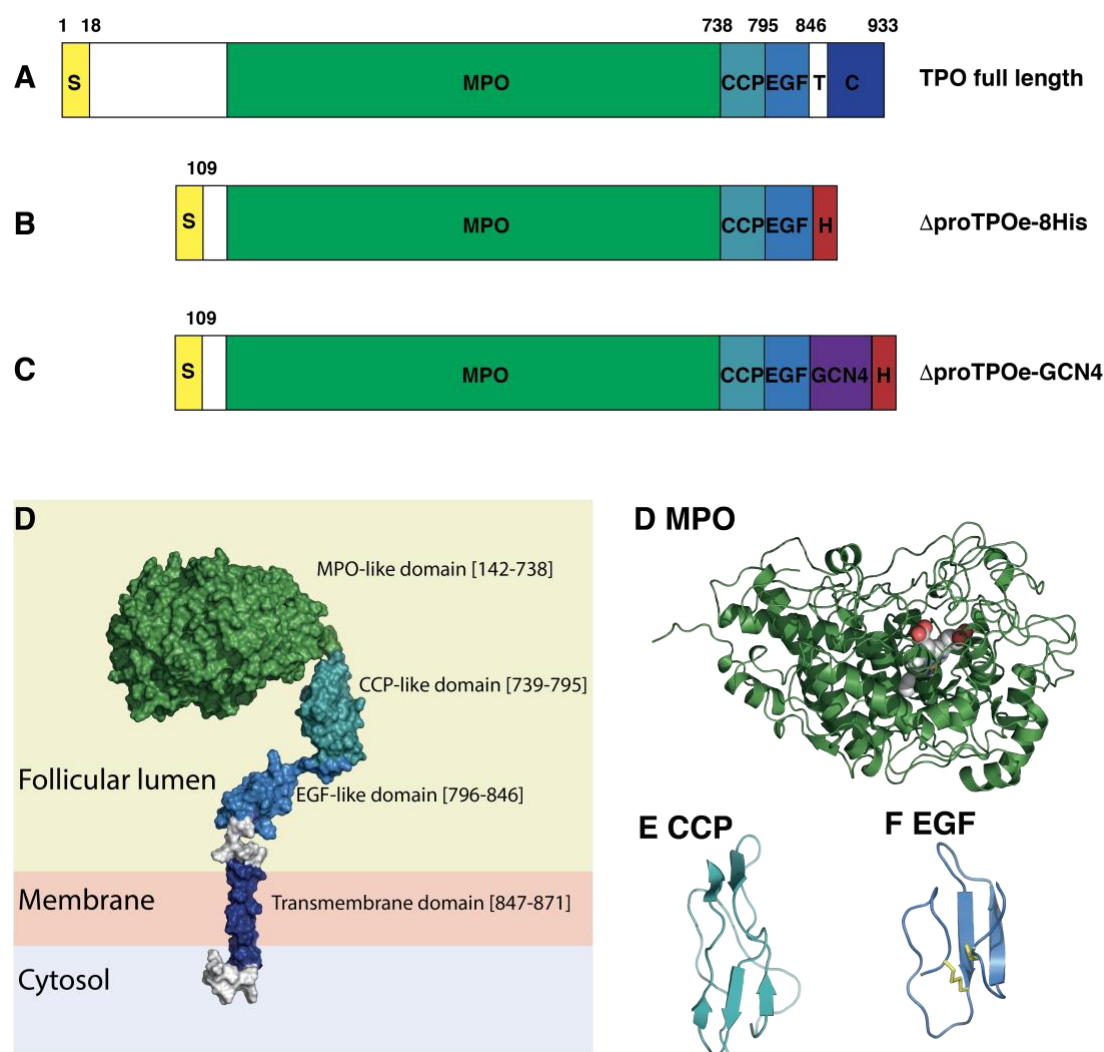 1 18 738 795 846 933
A S MPO CCP EGF T C TPO full length
109
B S MPO CCP EGF H ΔproTPOe-8His
109
C S MPO CCP EGF GCN4 H ΔproTPOe-GCN4
D
MPO-like domain [142-738]
CCP-like domain [739-795]
Follicular lumen
EGF-like domain [796-846]
Membrane
Transmembrane domain [847-871]
Cytosol
D MPO
E CCP
F EGF